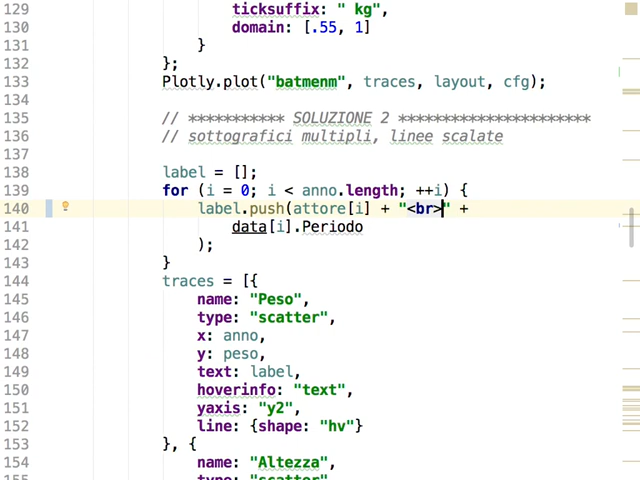 129 ticksuffix: " kg",
130 domain: [.55, 1]
131 }
132 };
133 Plotly.plot("batmenm", traces, layout, cfg);
134
135 // *********** SOLUZIONE 2 **********************
136 // sottografici multipli, linee scalate
137
138 label = [];
139 for (i = 0; i < anno.length; ++i) {
140 label.push(attore[i] + "<br>" +
141 data[i].Periodo
142 );
143 }
144 traces = [{
145 name: "Peso",
146 type: "scatter",
147 x: anno,
148 y: peso,
149 text: label,
150 hoverinfo: "text",
151 yaxis: "y2",
152 line: {shape: "hv"}
153 }, {
154 name: "Altezza",
155 type: "scatter",